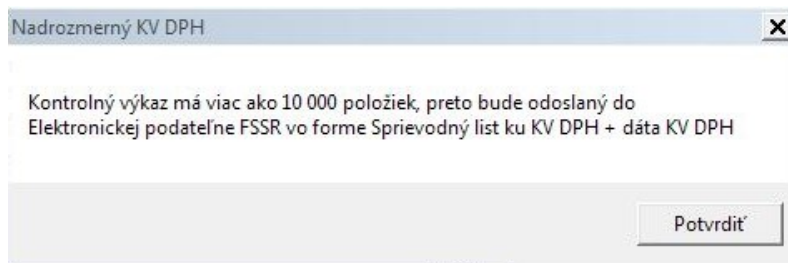 Nadrozmerný KV DPH
Kontrolný výkaz má viac ako 10 000 položiek, preto bude odoslaný do
Elektronickej podateľne FSSR vo forme Sprievodný list ku KV DPH + dáta KV DPH
Potvrdiť